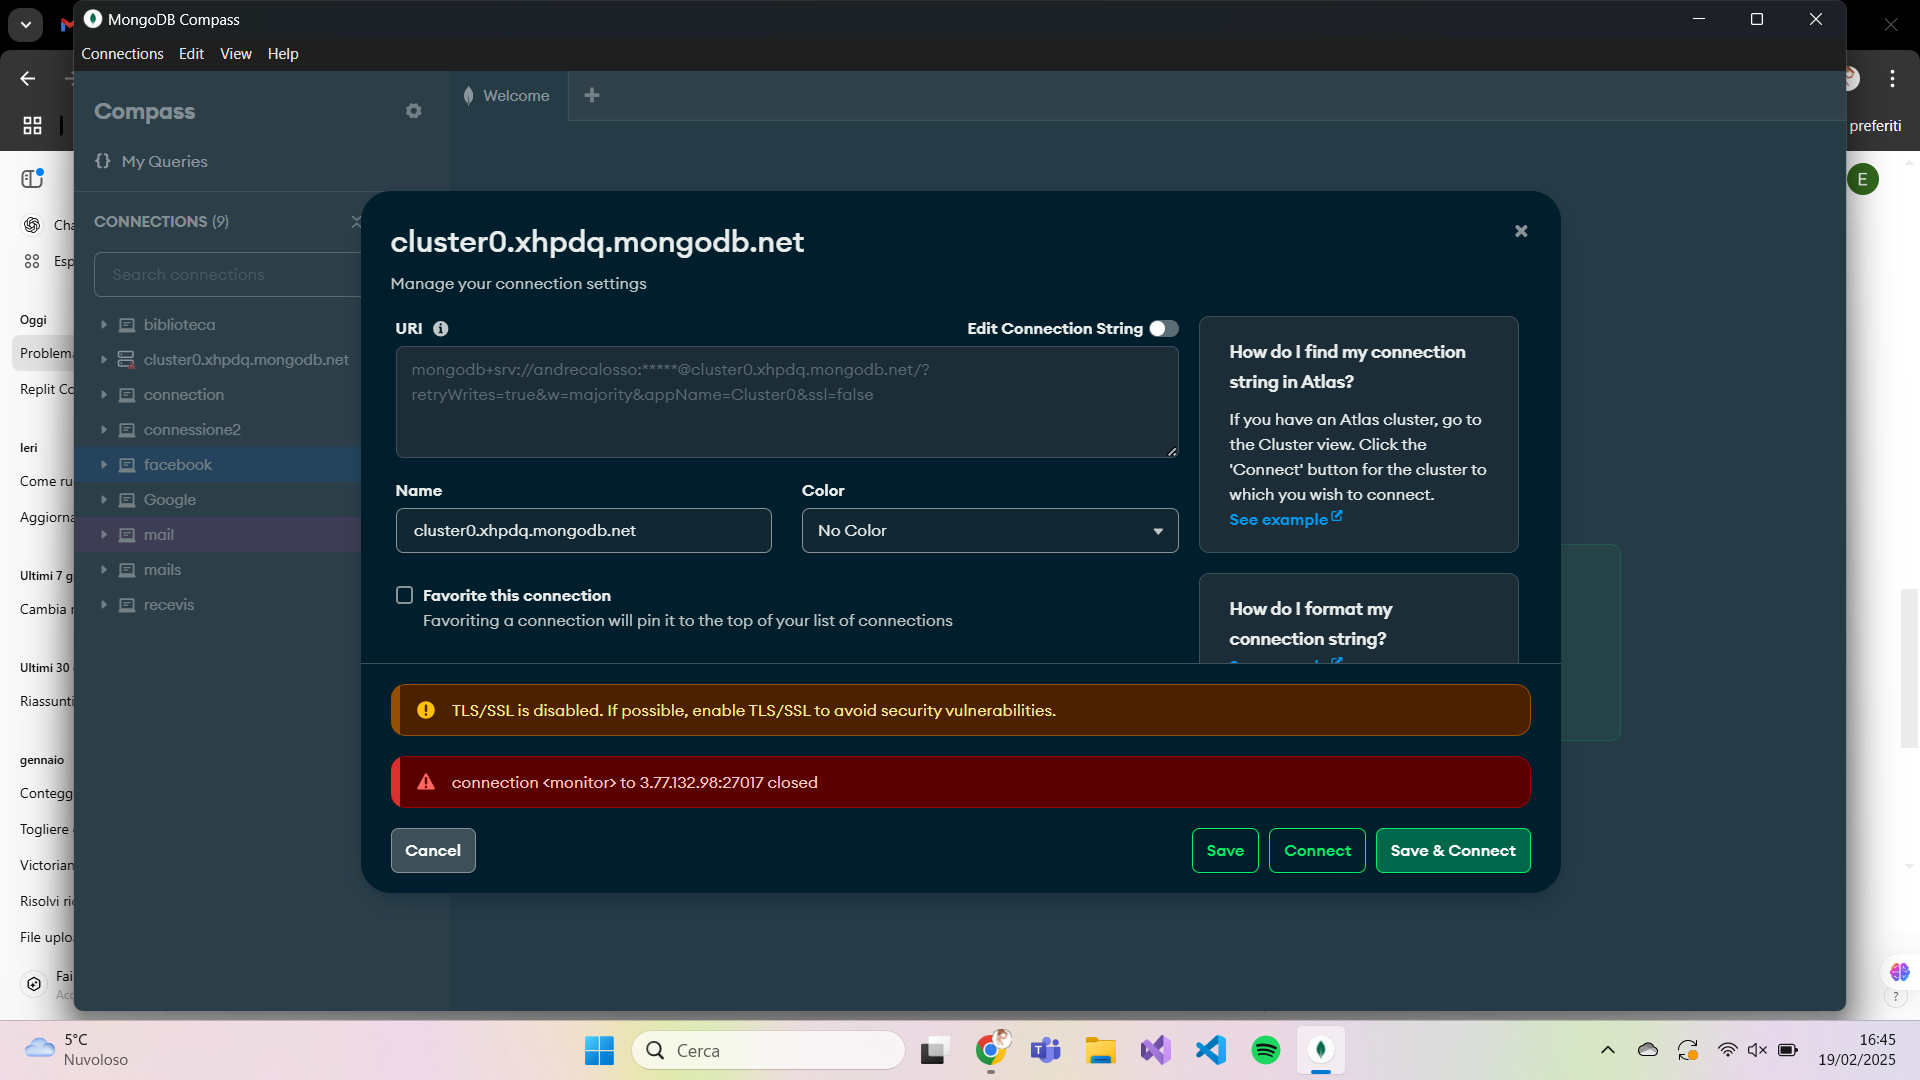 MongoDB Compass
Connections Edit View Help
Compass
Welcome
preferiti
My Queries
E
CONNECTIONS (9)
Search connections
Oggi
Problema
Replit Co
Ieri
Come ru
Aggiorna
Ultimi 7 g
Cambia r
Ultimi 30
Riassunti
gennaio
Contegg
Togliere
Victorian
Risolvi ri
File uplo
Fai
Acc
Cha
Esp
biblioteca
cluster0.xhpdq.mongodb.net
connection
connessione2
facebook
Google
mail
mails
recevis
cluster0.xhpdq.mongodb.net
Manage your connection settings
URI
Edit Connection String
mongodb+srv://andrecalosso:*****@cluster0.xhpdq.mongodb.net/?
retryWrites=true&w=majority&appName=Cluster0&ssl=false
Name
Color
cluster0.xhpdq.mongodb.net
No Color
Favorite this connection
Favoriting a connection will pin it to the top of your list of connections
How do I find my connection
string in Atlas?
If you have an Atlas cluster, go to
the Cluster view. Click the
'Connect' button for the cluster to
which you wish to connect.
See example
How do I format my
connection string?
TLS/SSL is disabled. If possible, enable TLS/SSL to avoid security vulnerabilities.
connection <monitor> to 3.77.132.98:27017 closed
Cancel
Save
Connect
Save & Connect
?
5°C
Nuvoloso
Cerca
16:45
19/02/2025